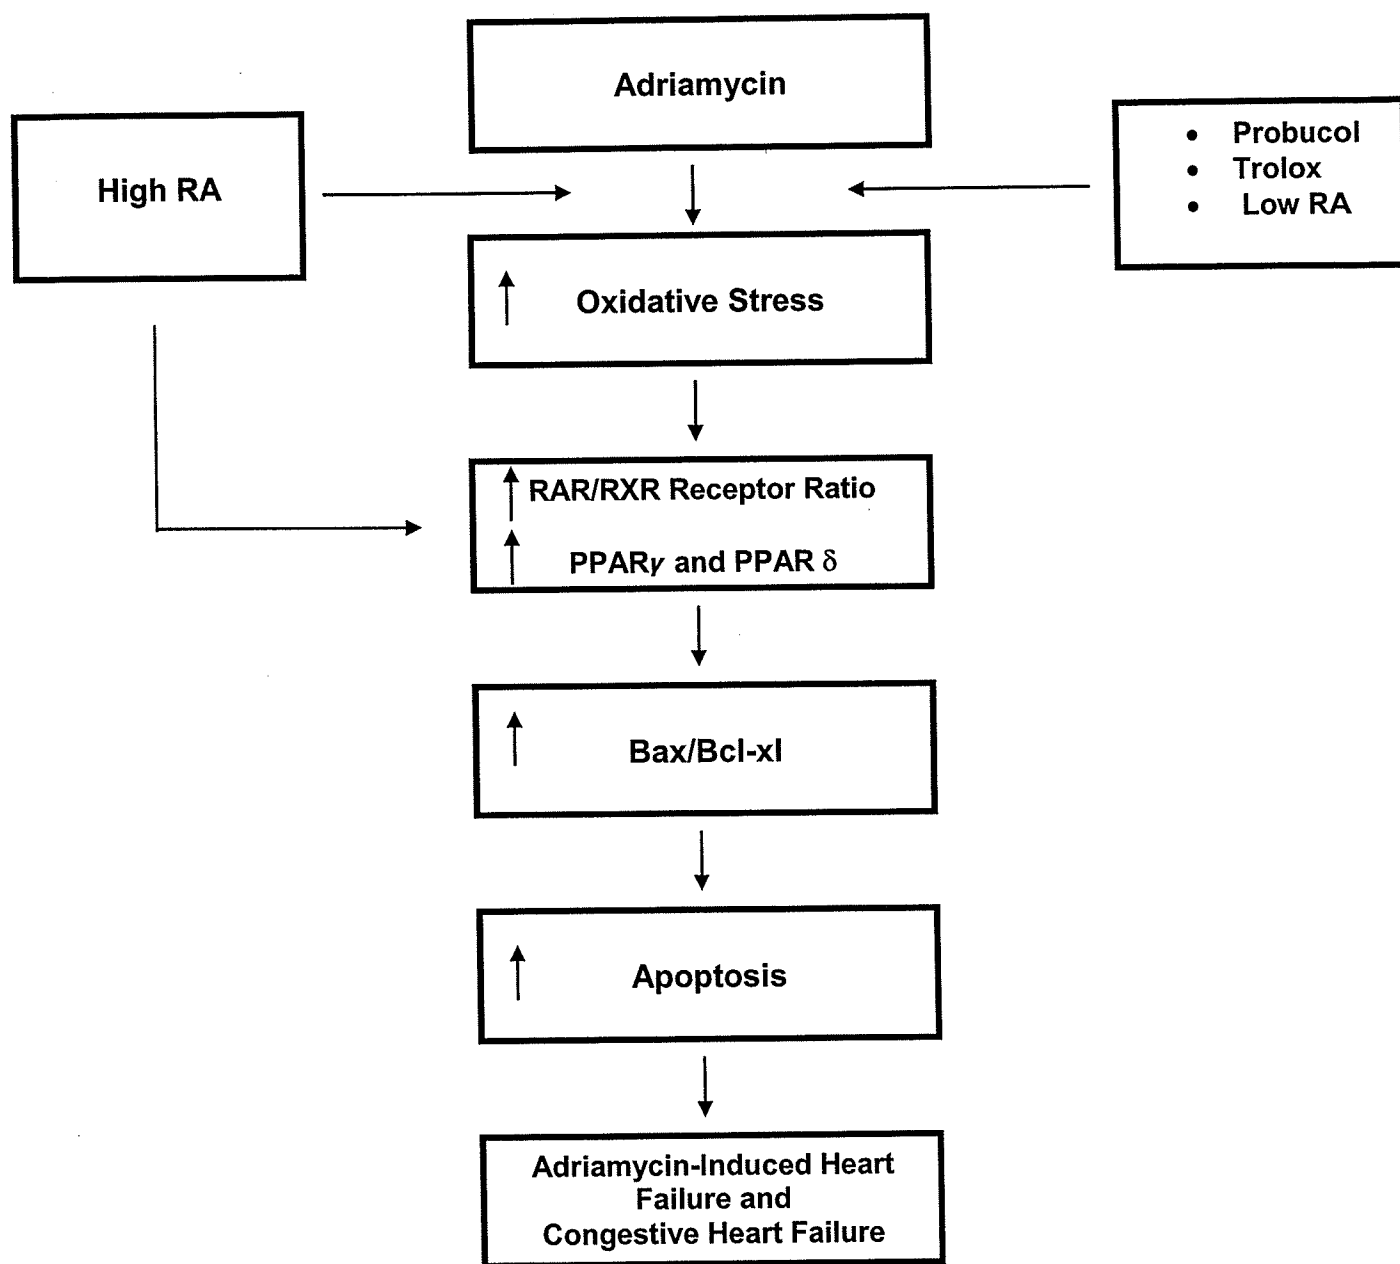 Adriamycin
High RA
• Probucol
• Trolox
• Low RA
↑ Oxidative Stress
↑ RAR/RXR Receptor Ratio
↑ PPARγ and PPAR δ
↑ Bax/Bcl-xl
↑ Apoptosis
Adriamycin-Induced Heart
Failure and
Congestive Heart Failure